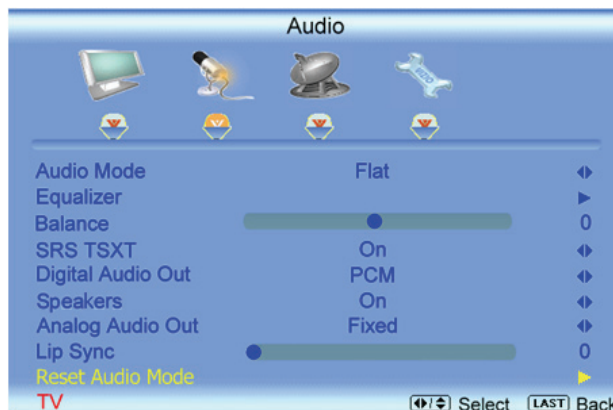 Audio
VIZIO
Audio Mode Flat
Equalizer
Balance 0
SRS TSXT On
Digital Audio Out PCM
Speakers On
Analog Audio Out Fixed
Lip Sync 0
Reset Audio Mode
TV Select LAST Back